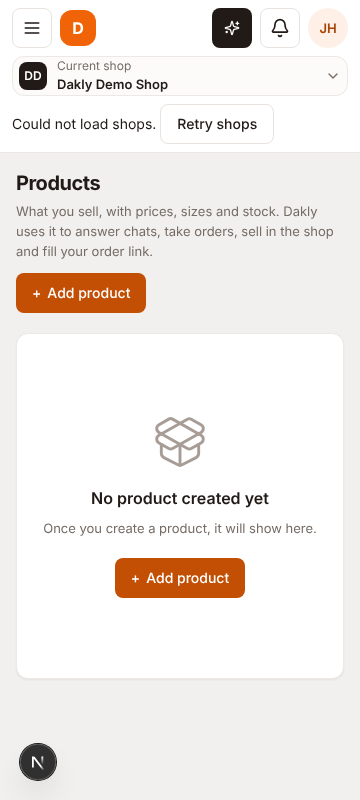 D
JH
DD
Current shop
Dakly Demo Shop
Could not load shops.
Retry shops
Products
What you sell, with prices, sizes and stock. Dakly
uses it to answer chats, take orders, sell in the shop
and fill your order link.
+ Add product
No product created yet
Once you create a product, it will show here.
+ Add product
N